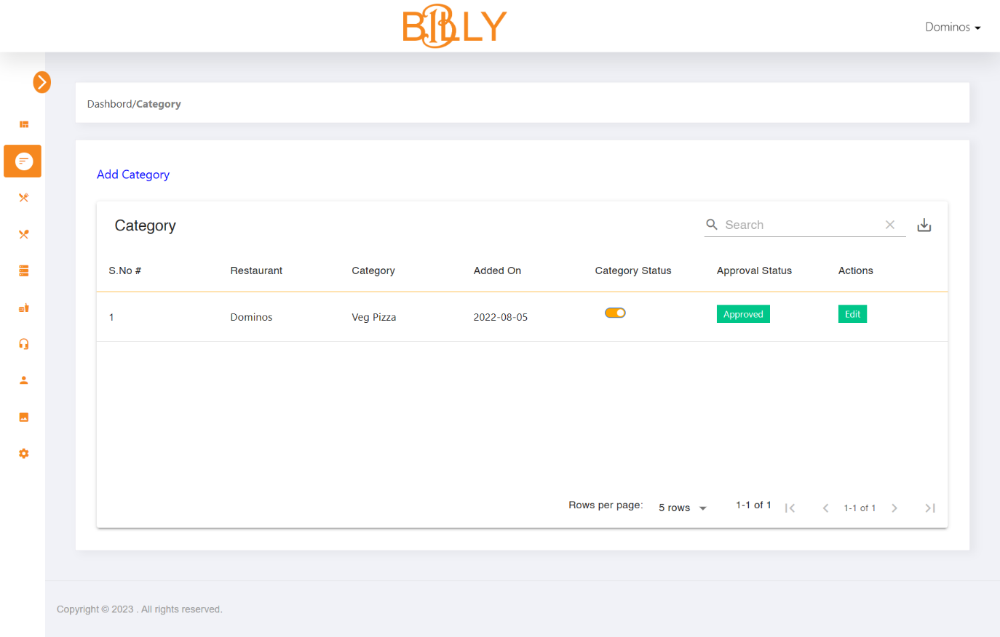 BILLY
Dominos
Dashbord/Category
Add Category
Category
Search
S.No # Restaurant Category Added On Category Status Approval Status Actions
1 Dominos Veg Pizza 2022-08-05 Approved Edit
Rows per page: 5 rows 1-1 of 1 1-1 of 1
Copyright © 2023 . All rights reserved.